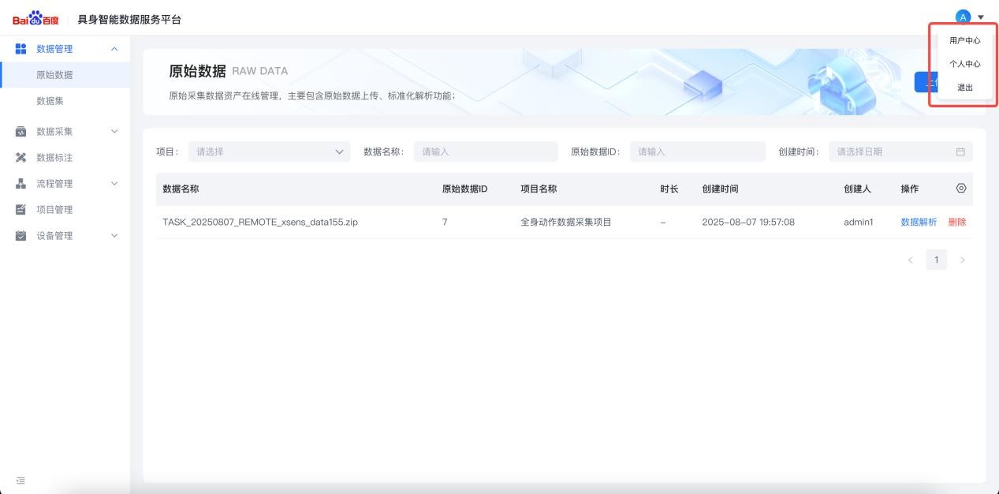 Bai du 百度 具身智能数据服务平台
A
用户中心
个人中心
退出
数据管理
原始数据
数据集
数据采集
数据标注
流程管理
项目管理
设备管理
原始数据 RAW DATA
原始采集数据资产在线管理，主要包含原始数据上传、标准化解析功能；
项目： 请选择 数据名称： 请输入 原始数据ID： 请输入 创建时间： 请选择日期
数据名称 原始数据ID 项目名称 时长 创建时间 创建人 操作
TASK_20250807_REMOTE_xsens_data155.zip 7 全身动作数据采集项目 – 2025-08-07 19:57:08 admin1 数据解析 删除
< 1 >